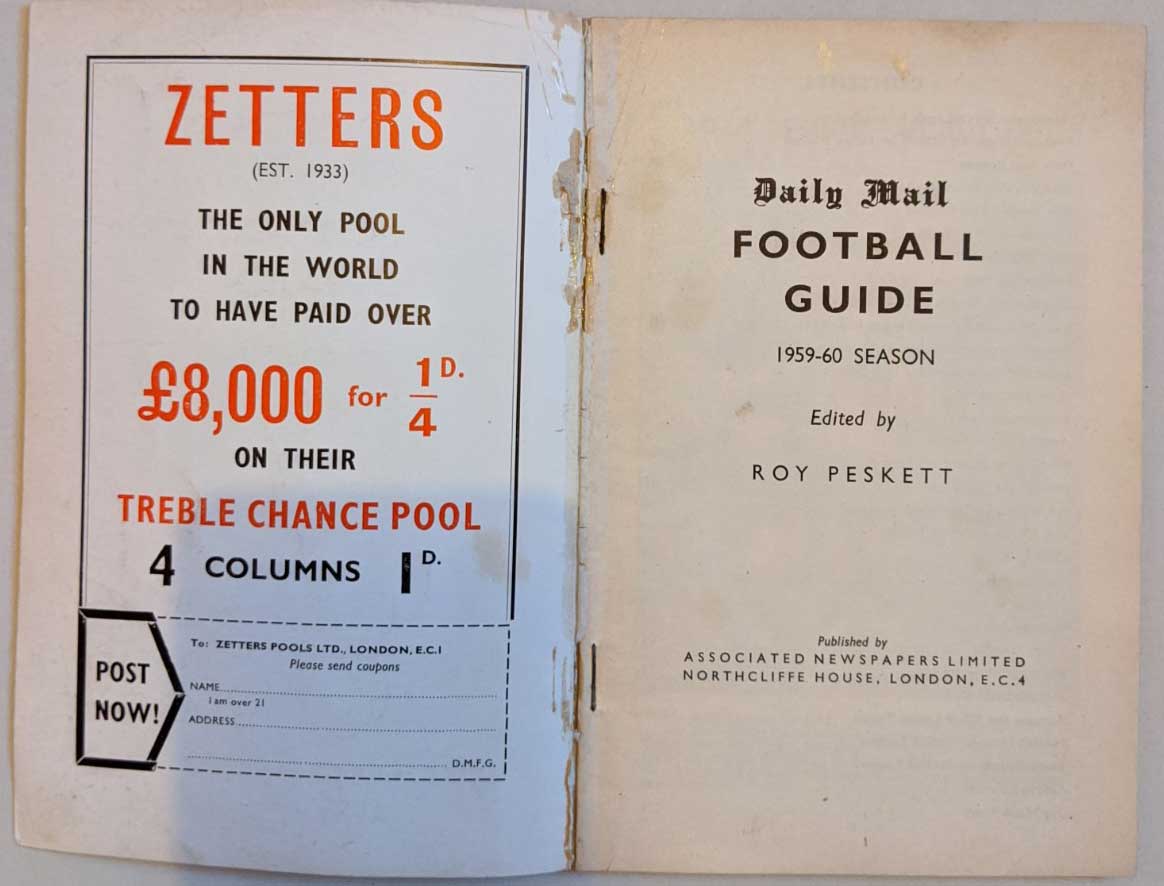 ZETTERS
(EST. 1933)
THE ONLY POOL
IN THE WORLD
TO HAVE PAID OVER
£8,000 for 1/4 D.
ON THEIR
TREBLE CHANCE POOL
4 COLUMNS 1D.
POST
NOW!
To: ZETTERS POOLS LTD., LONDON, E.C.1
Please send coupons
NAME
I am over 21
ADDRESS
D.M.F.G.
Daily Mail
FOOTBALL
GUIDE
1959-60 SEASON
Edited by
ROY PESKETT
Published by
ASSOCIATED NEWSPAPERS LIMITED
NORTHCLIFFE HOUSE, LONDON, E.C.4